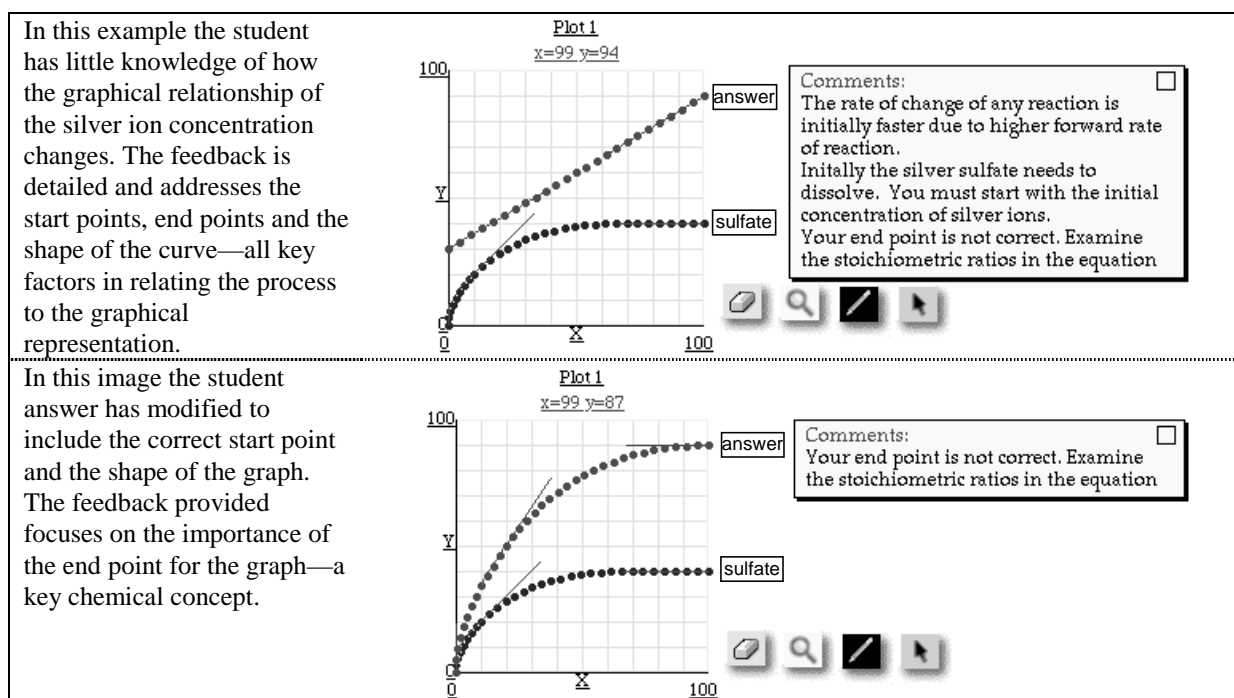 In this example the student
has little knowledge of how
the graphical relationship of
the silver ion concentration
changes. The feedback is
detailed and addresses the
start points, end points and the
shape of the curve—all key
factors in relating the process
to the graphical
representation.
Plot 1
x=99 y=94
100
Y
0
0
X
100
answer
sulfate
Comments:
The rate of change of any reaction is
initially faster due to higher forward rate
of reaction.
Initally the silver sulfate needs to
dissolve. You must start with the initial
concentration of silver ions.
Your end point is not correct. Examine
the stoichiometric ratios in the equation
In this image the student
answer has modified to
include the correct start point
and the shape of the graph.
The feedback provided
focuses on the importance of
the end point for the graph—a
key chemical concept.
Plot 1
x=99 y=87
100
Y
0
0
X
100
answer
sulfate
Comments:
Your end point is not correct. Examine
the stoichiometric ratios in the equation